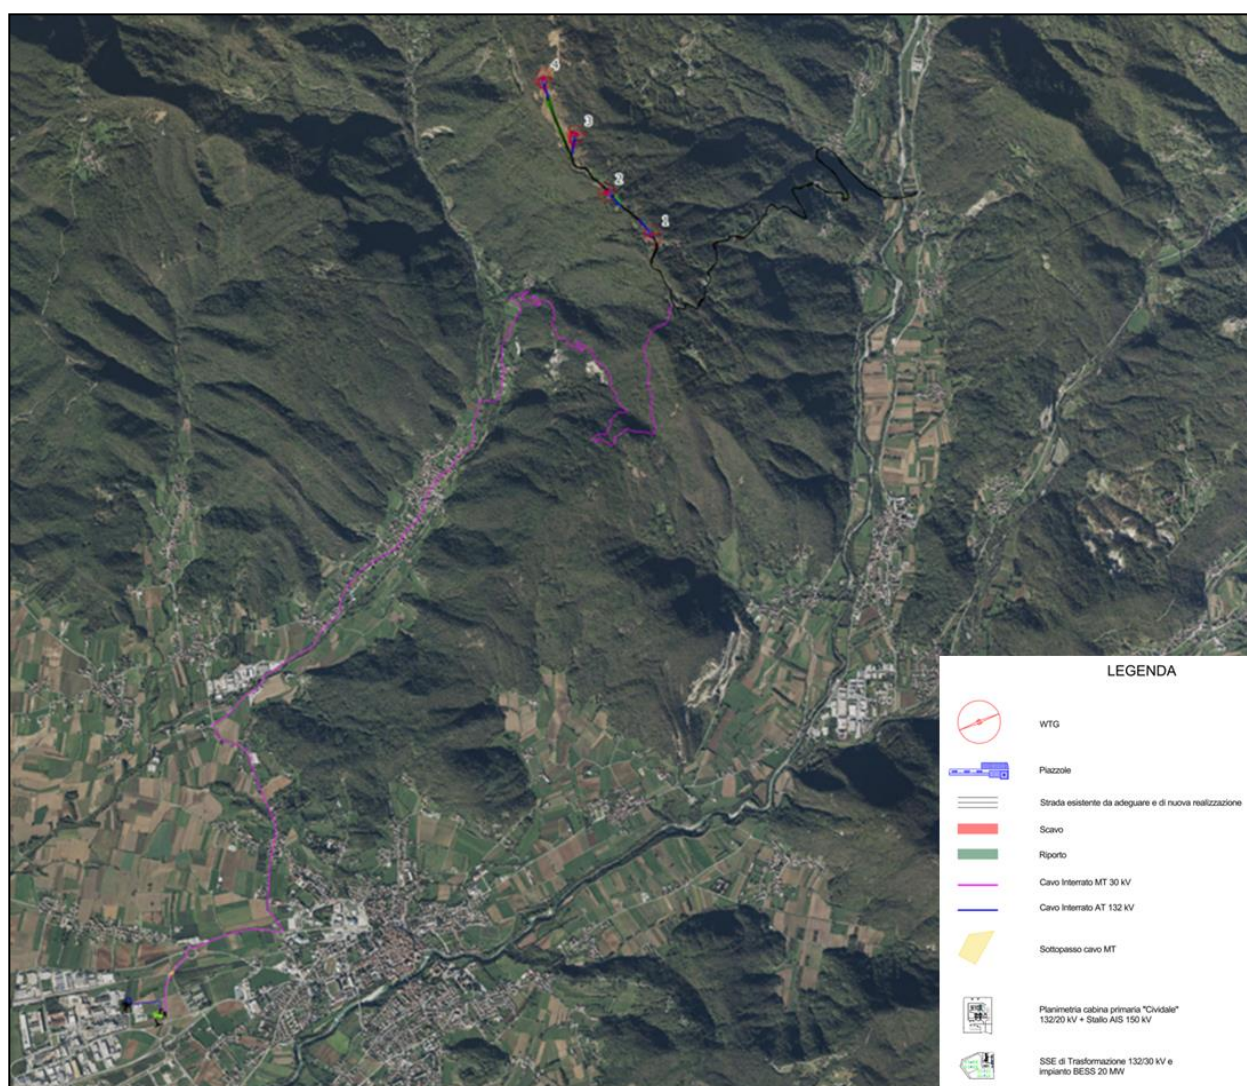 4
3
2
1
LEGENDA
WTG
Piazzole
Strada esistente da adeguare e di nuova realizzazione
Scavo
Riporto
Cavo Interrato MT 30 kV
Cavo Interrato AT 132 kV
Sottopasso cavo MT
Planimetria cabina primaria "Cividale"
132/20 kV + Stallo AIS 150 kV
SSE di Trasformazione 132/30 kV e
impianto BESS 20 MW